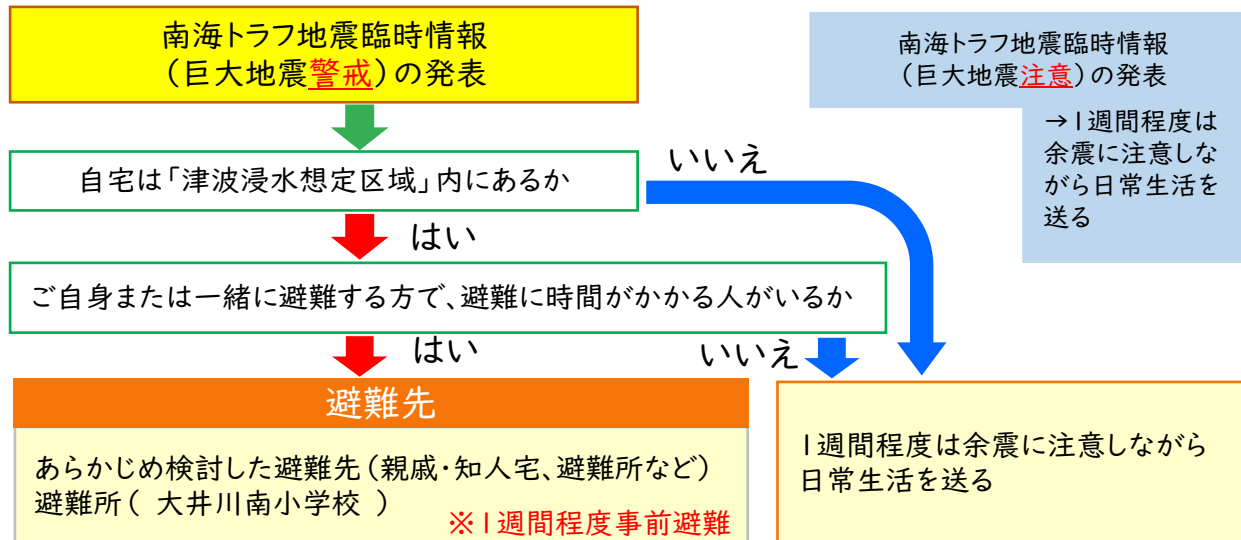 南海トラフ地震臨時情報
（巨大地震警戒）の発表
南海トラフ地震臨時情報
（巨大地震注意）の発表
→1週間程度は
余震に注意しな
がら日常生活を
送る
自宅は「津波浸水想定区域」内にあるか
いいえ
はい
ご自身または一緒に避難する方で、避難に時間がかかる人がいるか
はい
いいえ
避難先
あらかじめ検討した避難先（親戚・知人宅、避難所など）
避難所（ 大井川南小学校 ）
※1週間程度事前避難
1週間程度は余震に注意しながら
日常生活を送る